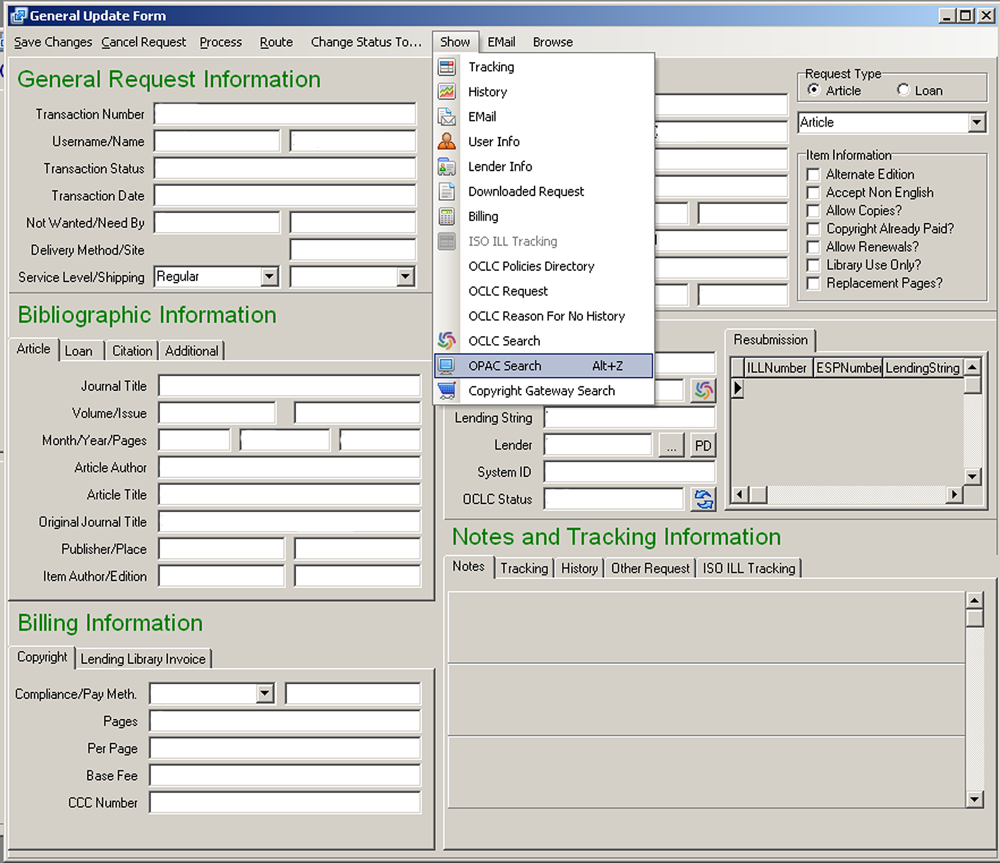 General Update Form
Save Changes Cancel Request Process Route Change Status To... Show EMail Browse
Tracking
History
EMail
User Info
Lender Info
Downloaded Request
Billing
ISO ILL Tracking
OCLC Policies Directory
OCLC Request
OCLC Reason For No History
OCLC Search
OPAC Search Alt+Z
Copyright Gateway Search
General Request Information
Transaction Number
Username/Name
Transaction Status
Transaction Date
Not Wanted/Need By
Delivery Method/Site
Service Level/Shipping Regular
Request Type
Article Loan
Article
Item Information
Alternate Edition
Accept Non English
Allow Copies?
Copyright Already Paid?
Allow Renewals?
Library Use Only?
Replacement Pages?
Bibliographic Information
Article Loan Citation Additional
Journal Title
Volume/Issue
Month/Year/Pages
Article Author
Article Title
Original Journal Title
Publisher/Place
Item Author/Edition
Lending String
Lender ... PD
System ID
OCLC Status
Resubmission
ILLNumber ESPNumber LendingString
Notes and Tracking Information
Notes Tracking History Other Request ISO ILL Tracking
Billing Information
Copyright Lending Library Invoice
Compliance/Pay Meth.
Pages
Per Page
Base Fee
CCC Number